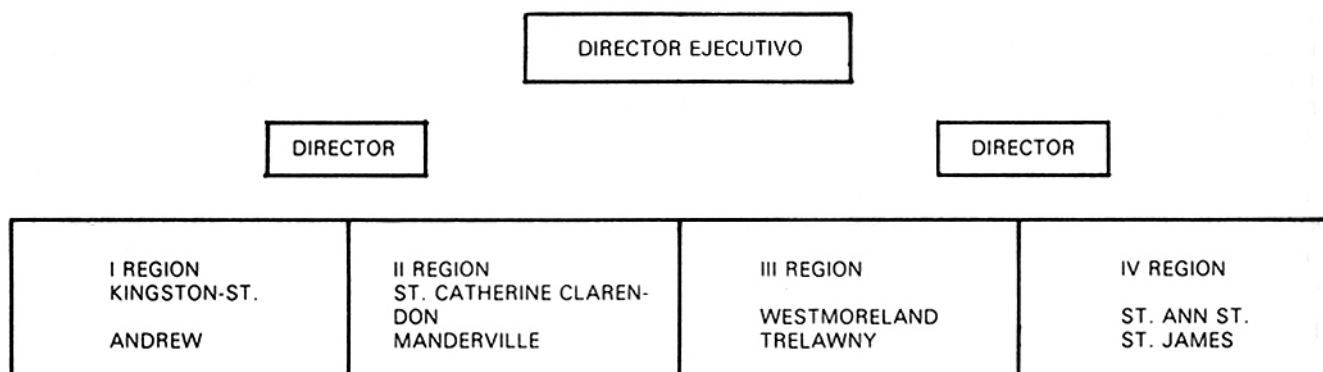 DIRECTOR EJECUTIVO
DIRECTOR
DIRECTOR
I REGION
KINGSTON-ST.
ANDREW
II REGION
ST. CATHERINE CLAREN-
DON
MANDERVILLE
III REGION
WESTMORELAND
TRELAWNY
IV REGION
ST. ANN ST.
ST. JAMES